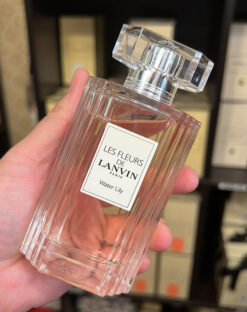 LES FLEURS
DE
LANVIN
PARIS
Water Lily